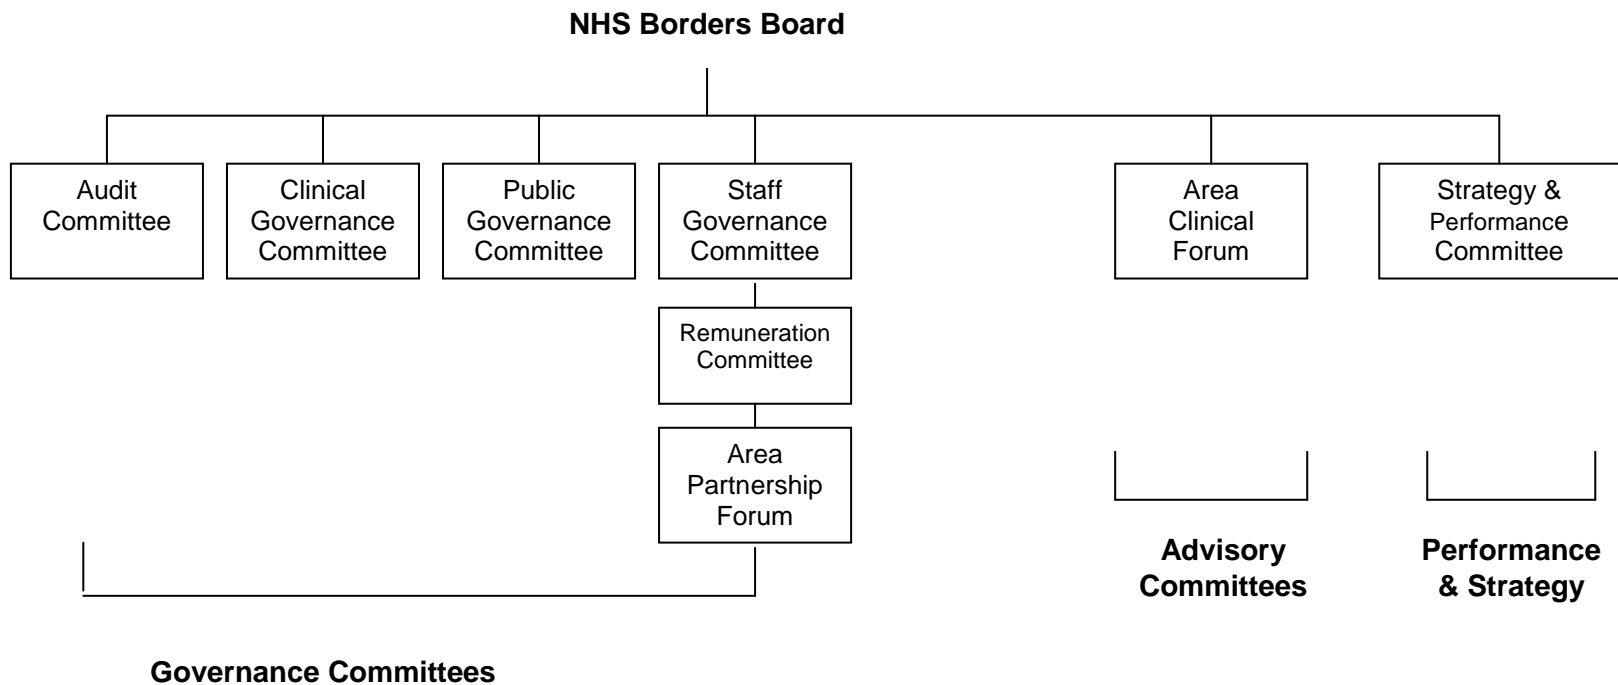 NHS Borders Board
Audit
Committee
Clinical
Governance
Committee
Public
Governance
Committee
Staff
Governance
Committee
Area
Clinical
Forum
Strategy &
Performance
Committee
Remuneration
Committee
Area
Partnership
Forum
Advisory
Committees
Performance
& Strategy
Governance Committees